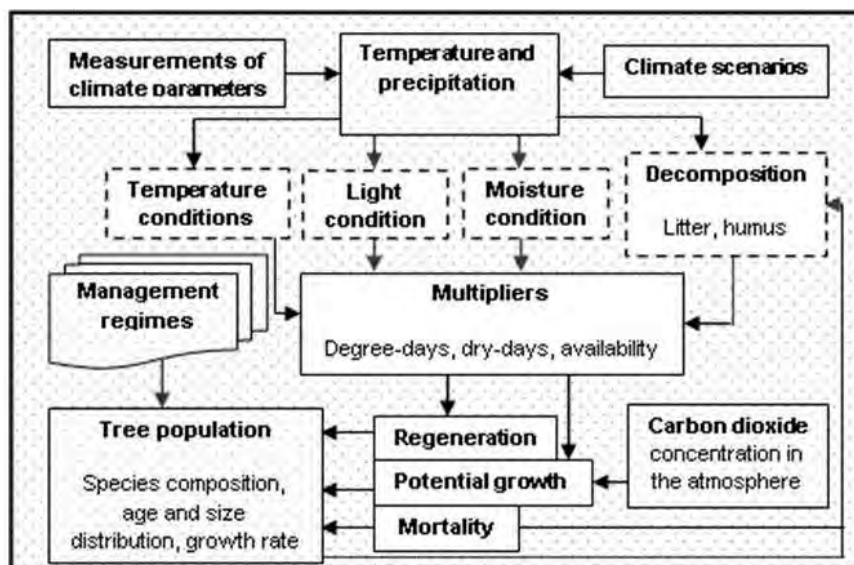 Measurements of
climate parameters
Temperature and
precipitation
Climate scenarios
Temperature
conditions
Light
condition
Moisture
condition
Decomposition
Litter, humus
Management
regimes
Multipliers
Degree-days, dry-days, availability
Tree population
Species composition,
age and size
distribution, growth rate
Regeneration
Potential growth
Mortality
Carbon dioxide
concentration in
the atmosphere